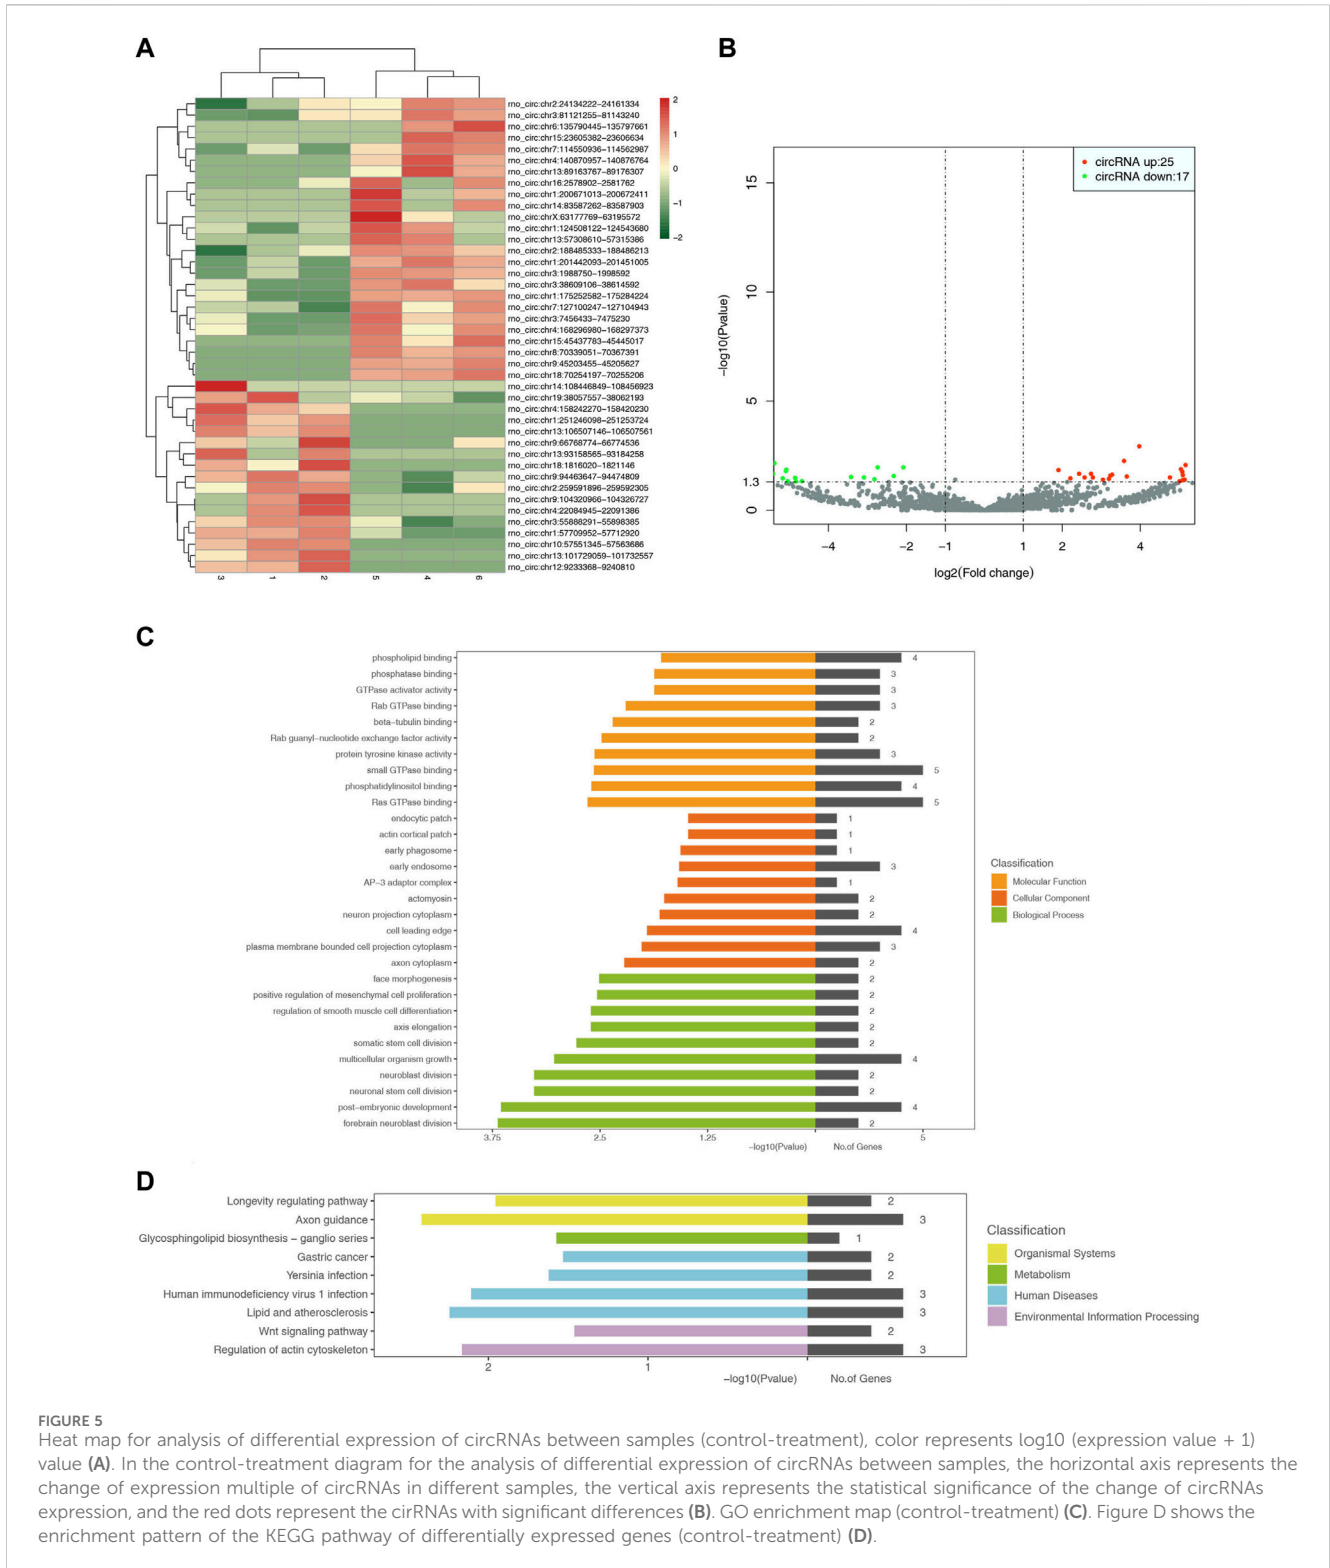 A
rno_circ:chr2:24134222−24161334
rno_circ:chr3:81121255−81143240
rno_circ:chr6:135790445−135797661
rno_circ:chr15:23605382−23606634
rno_circ:chr7:114550936−114562987
rno_circ:chr4:140870957−140876764
rno_circ:chr13:89163767−89176307
rno_circ:chr16:2578902−2581762
rno_circ:chr1:200671013−200672411
rno_circ:chr14:83587262−83587903
rno_circ:chrX:63177769−63195572
rno_circ:chr1:124508122−124543680
rno_circ:chr13:57308610−57315386
rno_circ:chr2:188485333−188486213
rno_circ:chr1:201442093−201451005
rno_circ:chr3:1988750−1998592
rno_circ:chr3:38609106−38614592
rno_circ:chr1:175252582−175284224
rno_circ:chr7:127100247−127104943
rno_circ:chr3:7456433−7475230
rno_circ:chr4:168296980−168297373
rno_circ:chr15:45437783−45445017
rno_circ:chr8:70339051−70367391
rno_circ:chr9:45203455−45205627
rno_circ:chr18:70254197−70255206
rno_circ:chr14:108446849−108456923
rno_circ:chr19:38057557−38062193
rno_circ:chr4:158242270−158420230
rno_circ:chr1:251246098−251253724
rno_circ:chr13:106507146−106507561
rno_circ:chr9:66768774−66774536
rno_circ:chr13:93158565−93184258
rno_circ:chr18:1816020−1821146
rno_circ:chr9:94463647−94474809
rno_circ:chr2:259591896−259592305
rno_circ:chr9:104320966−104326727
rno_circ:chr4:22084945−22091386
rno_circ:chr3:55888291−55898385
rno_circ:chr1:57709952−57712920
rno_circ:chr10:57551345−57563686
rno_circ:chr13:101729059−101732557
rno_circ:chr12:9233368−9240810
3 1 2 5 4 6
2
1
0
−1
−2
B
circRNA up:25
circRNA down:17
15
10
5
1.3
0
−log10(Pvalue)
−4 −2 −1 1 2 4
log2(Fold change)
C
phospholipid binding 4
phosphatase binding 3
GTPase activator activity 3
Rab GTPase binding 3
beta−tubulin binding 2
Rab guanyl−nucleotide exchange factor activity 2
protein tyrosine kinase activity 3
small GTPase binding 5
phosphatidylinositol binding 4
Ras GTPase binding 5
endocytic patch 1
actin cortical patch 1
early phagosome 1
early endosome 3
AP−3 adaptor complex 1
actomyosin 2
neuron projection cytoplasm 2
cell leading edge 4
plasma membrane bounded cell projection cytoplasm 3
axon cytoplasm 2
face morphogenesis 2
positive regulation of mesenchymal cell proliferation 2
regulation of smooth muscle cell differentiation 2
axis elongation 2
somatic stem cell division 2
multicellular organism growth 4
neuroblast division 2
neuronal stem cell division 2
post−embryonic development 4
forebrain neuroblast division 2
3.75 2.5 1.25 5
−log10(Pvalue) No.of Genes
Classification
Molecular Function
Cellular Component
Biological Process
D
Longevity regulating pathway 2
Axon guidance 3
Glycosphingolipid biosynthesis − ganglio series 1
Gastric cancer 2
Yersinia infection 2
Human immunodeficiency virus 1 infection 3
Lipid and atherosclerosis 3
Wnt signaling pathway 2
Regulation of actin cytoskeleton 3
2 1
−log10(Pvalue) No.of Genes
Classification
Organismal Systems
Metabolism
Human Diseases
Environmental Information Processing
FIGURE 5
Heat map for analysis of differential expression of circRNAs between samples (control-treatment), color represents log10 (expression value + 1)
value (A). In the control-treatment diagram for the analysis of differential expression of circRNAs between samples, the horizontal axis represents the
change of expression multiple of circRNAs in different samples, the vertical axis represents the statistical significance of the change of circRNAs
expression, and the red dots represent the cirRNAs with significant differences (B). GO enrichment map (control-treatment) (C). Figure D shows the
enrichment pattern of the KEGG pathway of differentially expressed genes (control-treatment) (D).